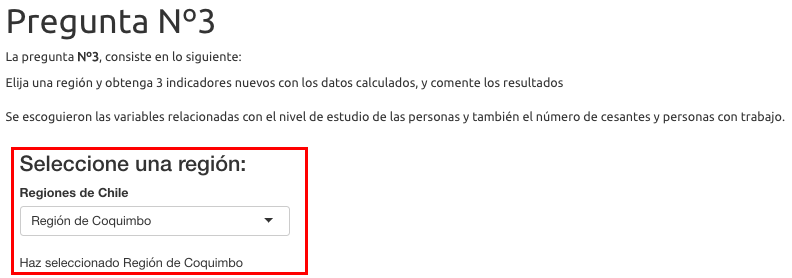 Pregunta Nº3
La pregunta Nº3, consiste en lo siguiente:
Elija una región y obtenga 3 indicadores nuevos con los datos calculados, y comente los resultados
Se escoguieron las variables relacionadas con el nivel de estudio de las personas y también el número de cesantes y personas con trabajo.
Seleccione una región:
Regiones de Chile
Región de Coquimbo
Haz seleccionado Región de Coquimbo